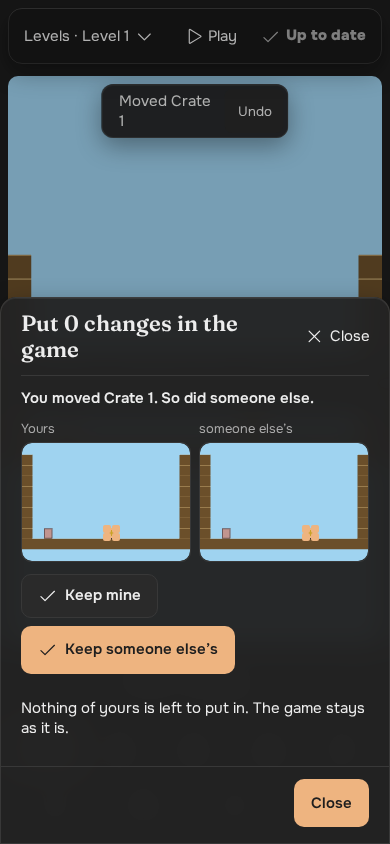 Levels · Level 1
Play
Up to date
Moved Crate
1
Undo
Put 0 changes in the
game
Close
You moved Crate 1. So did someone else.
Yours
someone else’s
Keep mine
Keep someone else’s
Nothing of yours is left to put in. The game stays
as it is.
Close